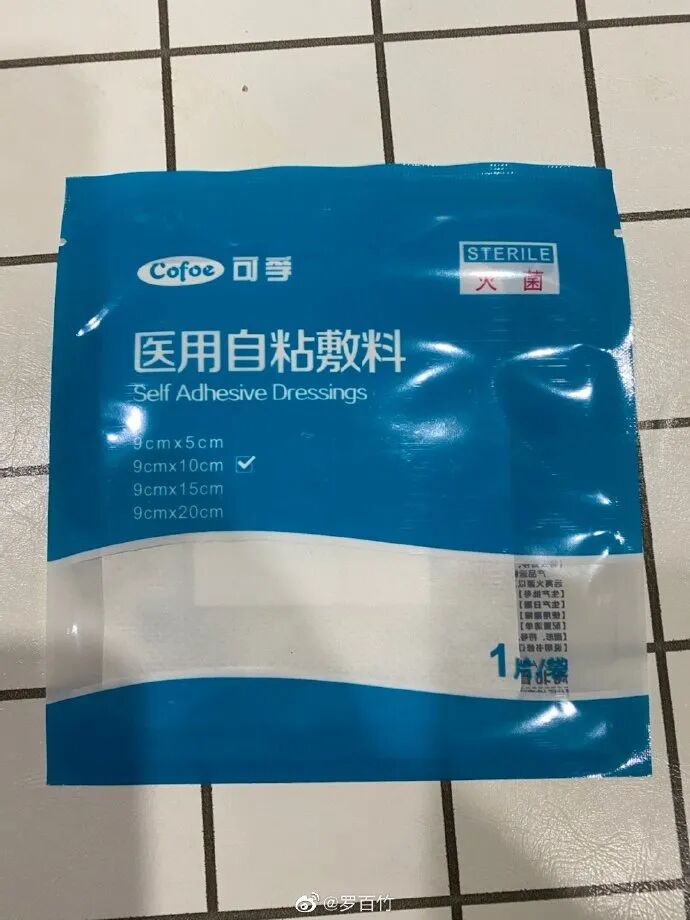 Cofoe 可孚
STERILE
灭菌
医用自粘敷料
Self Adhesive Dressings
9cmx5cm
9cmx10cm
9cmx15cm
9cmx20cm
1片/袋
@罗百竹